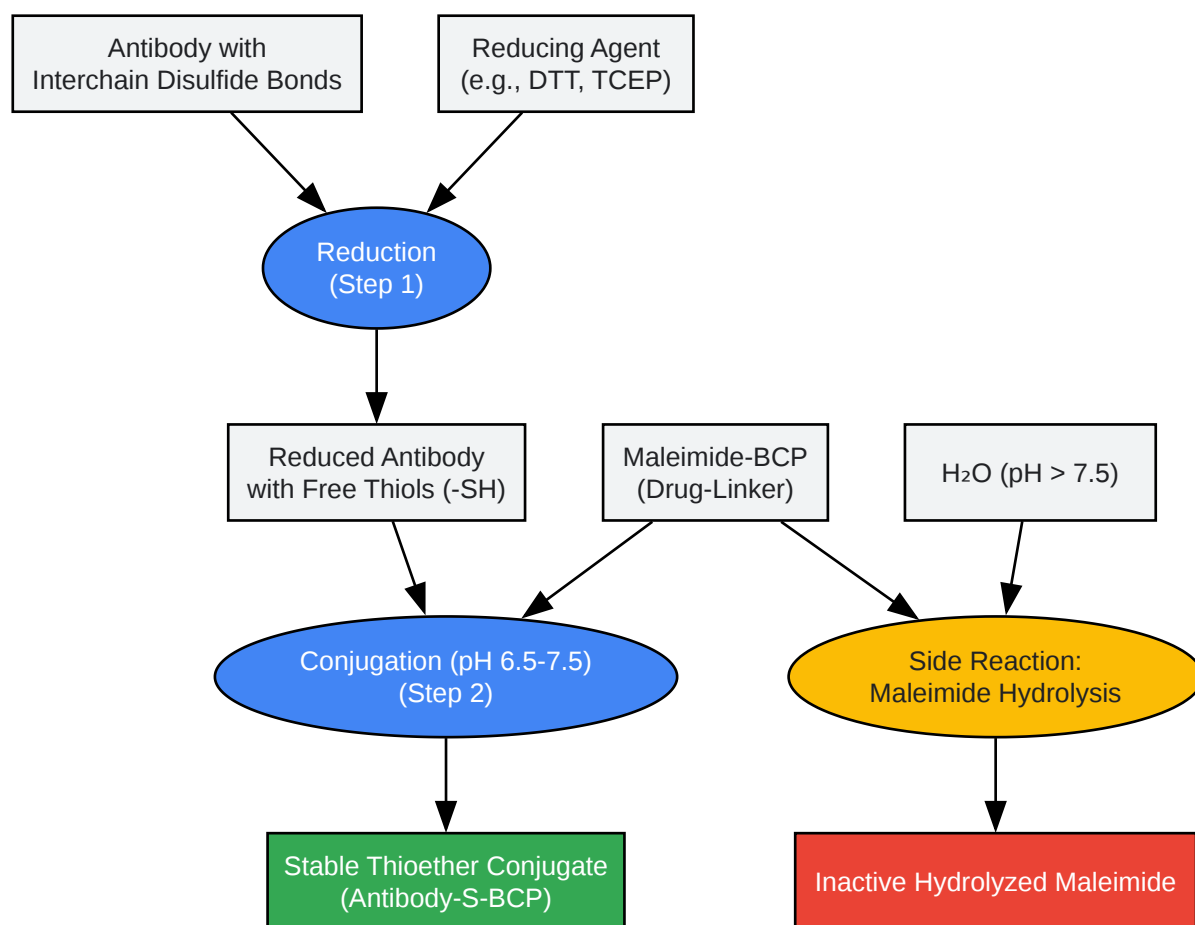 Antibody with
Interchain Disulfide Bonds
Reducing Agent
(e.g., DTT, TCEP)
Reduction
(Step 1)
Reduced Antibody
with Free Thiols (-SH)
Maleimide-BCP
(Drug-Linker)
H₂O (pH > 7.5)
Conjugation (pH 6.5-7.5)
(Step 2)
Side Reaction:
Maleimide Hydrolysis
Stable Thioether Conjugate
(Antibody-S-BCP)
Inactive Hydrolyzed Maleimide